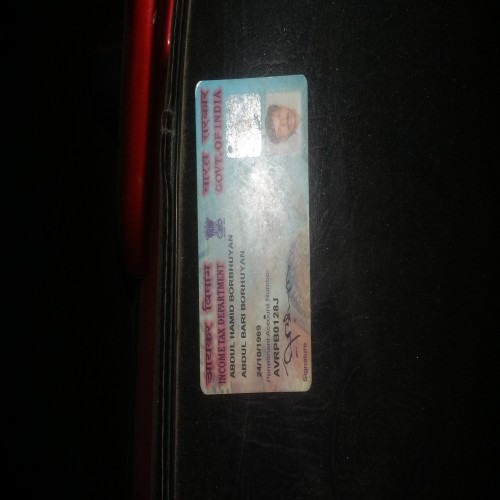 आयकर विभाग भारत सरकार
INCOME TAX DEPARTMENT GOVT. OF INDIA
ABDUL HAMID BORBHUYAN
ABDUL BARI BORHUYAN
24/10/1969
Permanent Account Number
AVRPB0128J
Signature